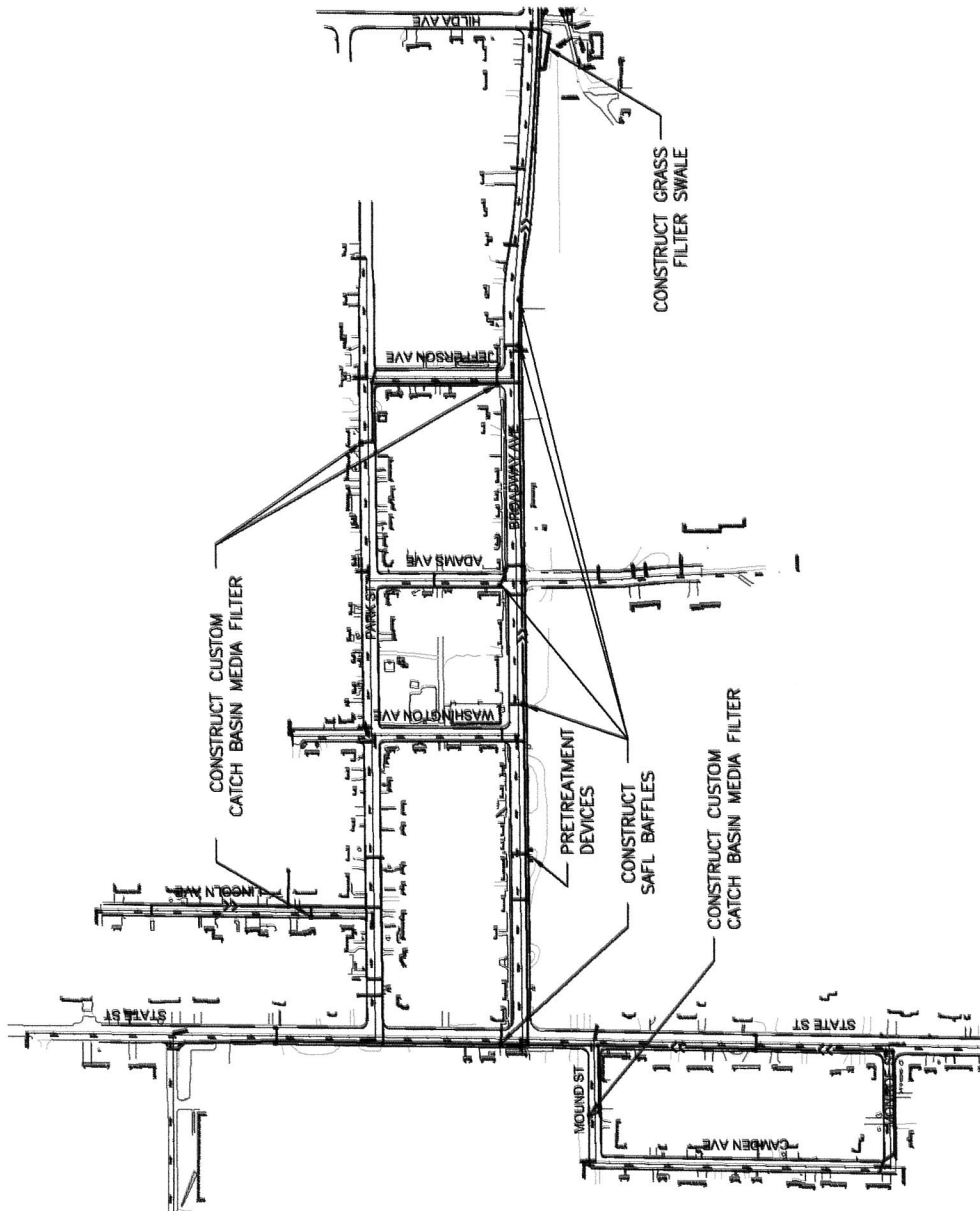 HILDA AVE
CONSTRUCT GRASS
FILTER SWALE
JEFFERSON AVE
BROADWAY AVE
ADAMS AVE
PARK ST
WASHINGTON AVE
CONSTRUCT CUSTOM
CATCH BASIN MEDIA FILTER
LINCOLN AVE
PRETREATMENT
DEVICES
CONSTRUCT
SAFL BAFFLES
CONSTRUCT CUSTOM
CATCH BASIN MEDIA FILTER
STATE ST
STATE ST
MOUND ST
CAMDEN AVE
MONROE ST